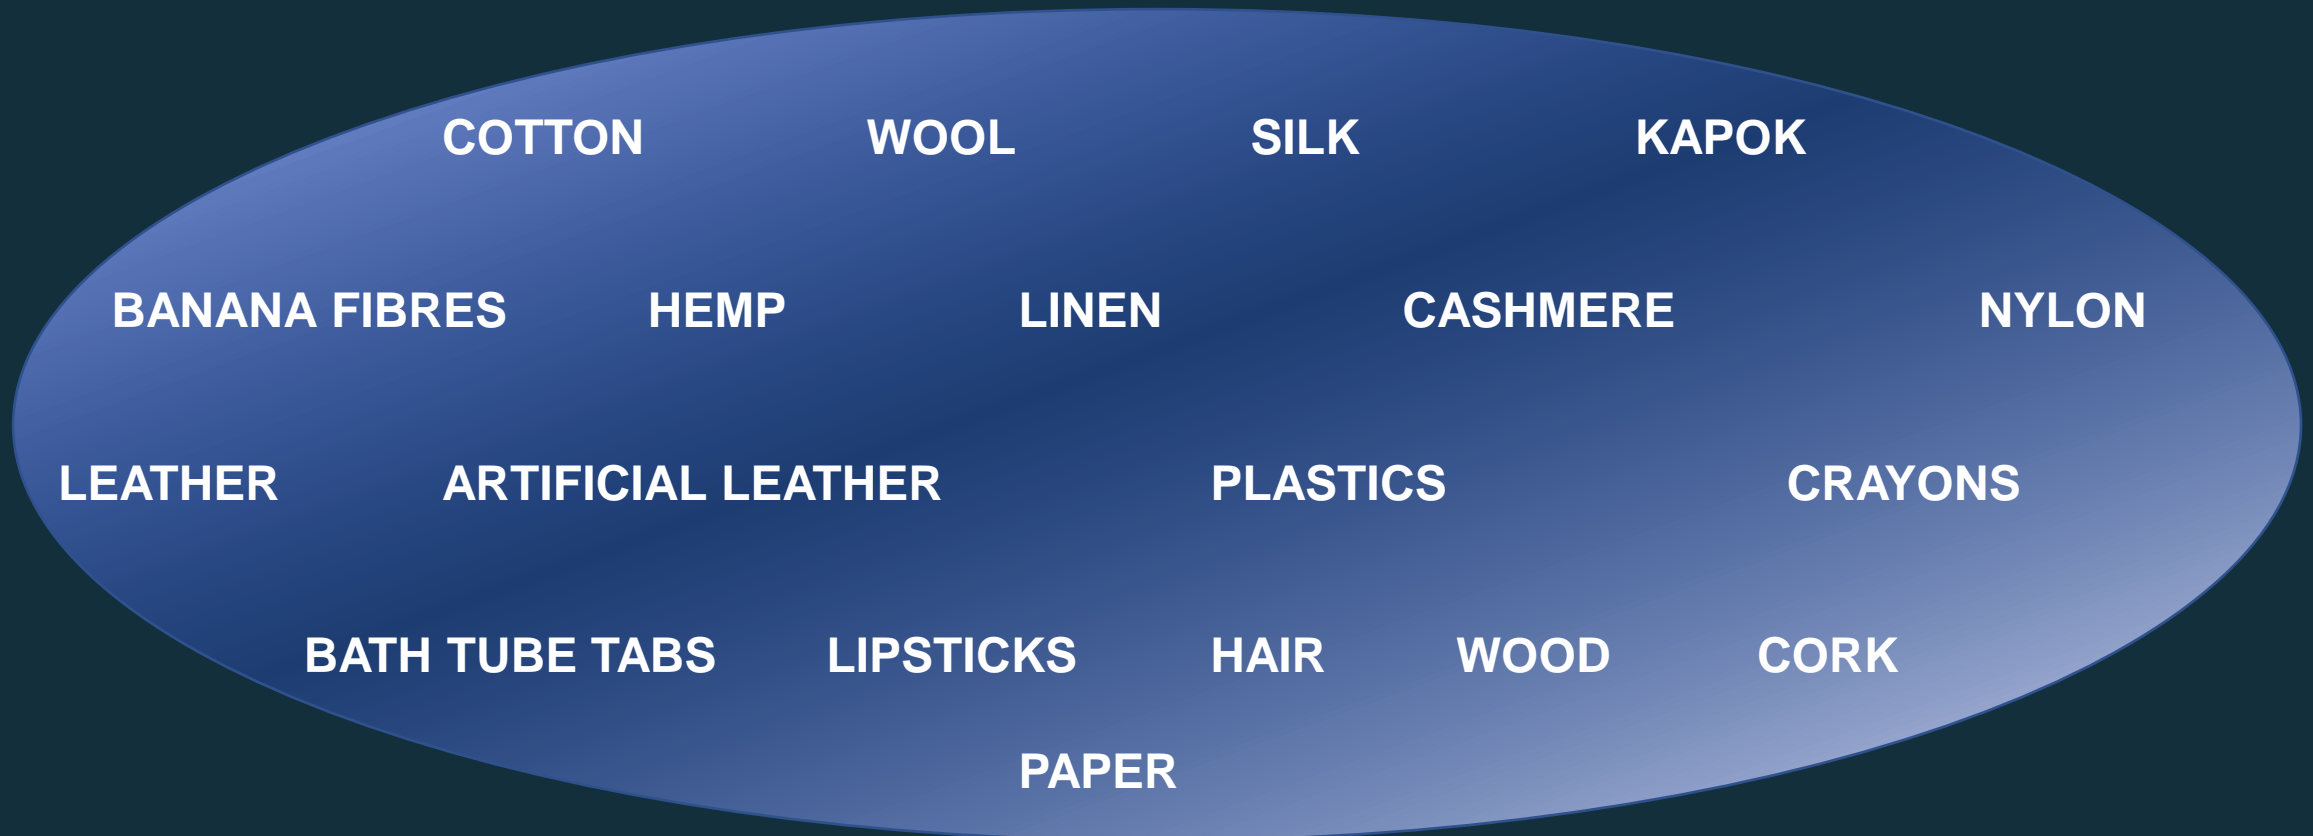 COTTON WOOL SILK KAPOK
BANANA FIBRES HEMP LINEN CASHMERE NYLON
LEATHER ARTIFICIAL LEATHER PLASTICS CRAYONS
BATH TUBE TABS LIPSTICKS HAIR WOOD CORK
PAPER